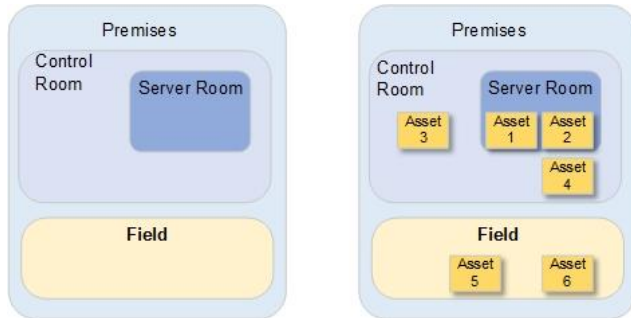 Premises
Control
Room
Server Room
Field
Premises
Control
Room
Server Room
Asset
3
Asset
1
Asset
2
Asset
4
Field
Asset
5
Asset
6